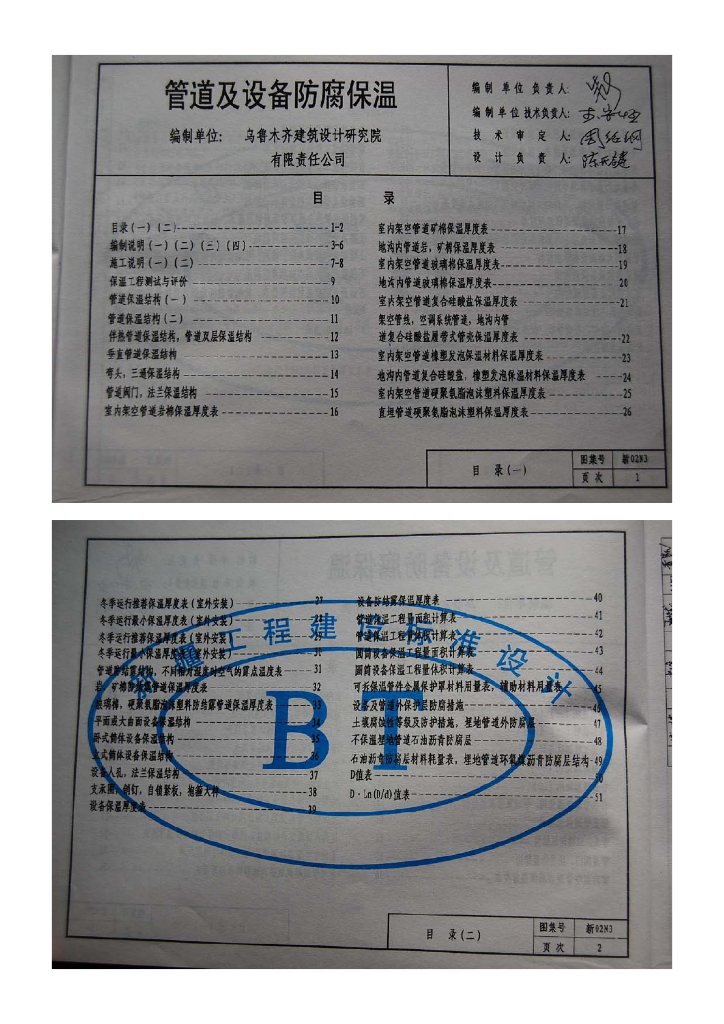 管道及设备防腐保温
编制单位: 乌鲁木齐建筑设计研究院
有限责任公司
编制单位负责人:
编制单位技术负责人:
技术审定人:
设计负责人:
目 录
目录(一)(二)------1-2
编制说明(一)(二)(三)(四)------3-6
施工说明(一)(二)------7-8
保温工程测试与评价------9
管道保温结构(一)------10
管道保温结构(二)------11
伴热管道保温结构, 管道双层保温结构------12
垂直管道保温结构------13
弯头, 三通保温结构------14
管道阀门, 法兰保温结构------15
室内架空管道岩棉保温厚度表------16
室内架空管道矿棉保温厚度表------17
地沟内管道岩, 矿棉保温厚度表------18
室内架空管道玻璃棉保温厚度表------19
地沟内管道玻璃棉保温厚度表------20
室内架空管道复合硅酸盐保温厚度表------21
架空管线, 空调系统管道, 地沟内管
道复合硅酸盐履带式管壳保温厚度表------22
室内架空管道橡塑发泡保温材料保温厚度表------23
地沟内管道复合硅酸盐, 橡塑发泡保温材料保温厚度表------24
室内架空管道硬聚氨脂泡沫塑料保温厚度表------25
直埋管道硬聚氨脂泡沫塑料保温厚度表------26
目 录(一)
图集号 新02N3
页次 1
冬季运行推荐保温厚度表(室外安装)------27
冬季运行最小保温厚度表(室外安装)
冬季运行推荐保温厚度表(室外安装)
冬季运行最小保温厚度表(室外安装)------30
管道防结露结构, 不同相对湿度时空气的露点温度表------31
岩, 矿棉防结露管道保温厚度表------32
玻璃棉, 硬聚氨脂泡沫塑料防结露管道保温厚度表------33
平面或大曲面设备保温结构------34
卧式筒体设备保温结构------35
立式筒体设备保温结构------36
设备人孔, 法兰保温结构------37
支承圈, 销钉, 自锁紧板, 抱箍大样------38
设备保温厚度表------39
设备防结露保温厚度表------40
管道保温工程量面积计算表------41
管道保温工程量体积计算表------42
圆筒设备保温工程量面积计算表------43
圆筒设备保温工程量体积计算表------44
可拆保温管件金属保护罩材料用量表, 辅助材料用量表------45
设备及管道外保护层防腐措施------46
土壤腐蚀性等级及防护措施, 埋地管道外防腐层------47
不保温埋地管道石油沥青防腐层------48
石油沥青防腐层材料耗量表, 埋地管道环氧煤沥青防腐层结构-49
D值表------50
D·Ln(D/d)值表------51
新疆工程建设标准设计
BT
目 录(二)
图集号 新02N3
页次 2